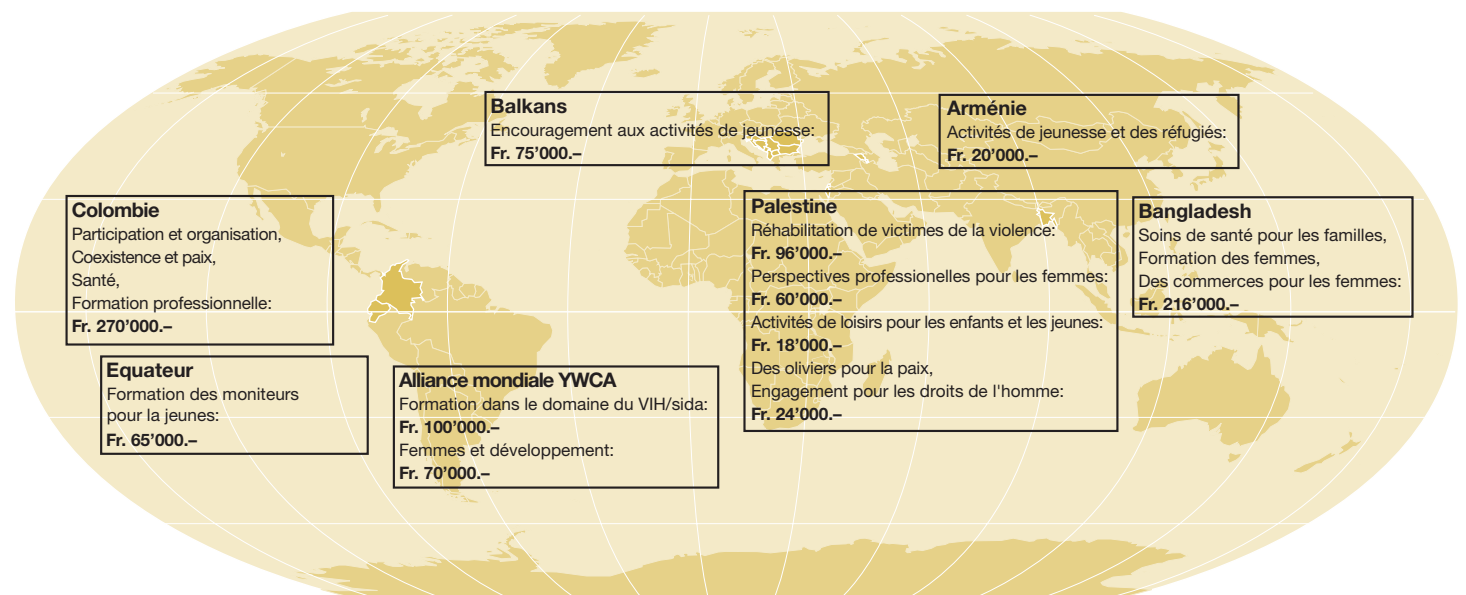 Balkans
Encouragement aux activités de jeunesse:
Fr. 75’000.–
Arménie
Activités de jeunesse et des réfugiés:
Fr. 20’000.–
Colombie
Participation et organisation,
Coexistence et paix,
Santé,
Formation professionnelle:
Fr. 270’000.–
Palestine
Réhabilitation de victimes de la violence:
Fr. 96’000.–
Perspectives professionelles pour les femmes:
Fr. 60’000.–
Activités de loisirs pour les enfants et les jeunes:
Fr. 18’000.–
Des oliviers pour la paix,
Engagement pour les droits de l'homme:
Fr. 24’000.–
Bangladesh
Soins de santé pour les familles,
Formation des femmes,
Des commerces pour les femmes:
Fr. 216’000.–
Equateur
Formation des moniteurs
pour la jeunes:
Fr. 65’000.–
Alliance mondiale YWCA
Formation dans le domaine du VIH/sida:
Fr. 100’000.–
Femmes et développement:
Fr. 70’000.–